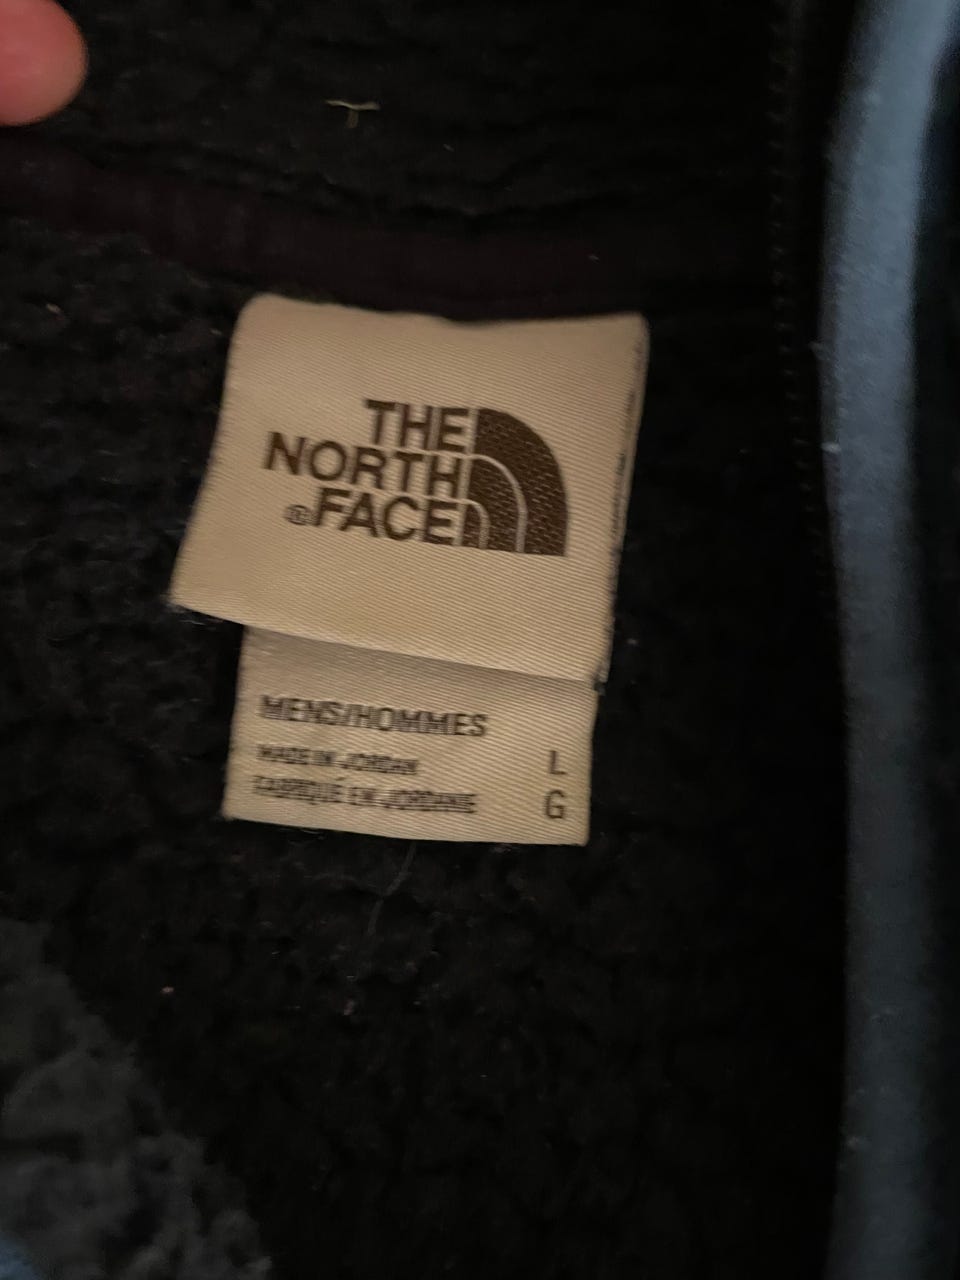 THE
NORTH
®FACE
MENS/HOMMES
MADE IN JORDAN L
FABRIQUÉ EN JORDANIE G